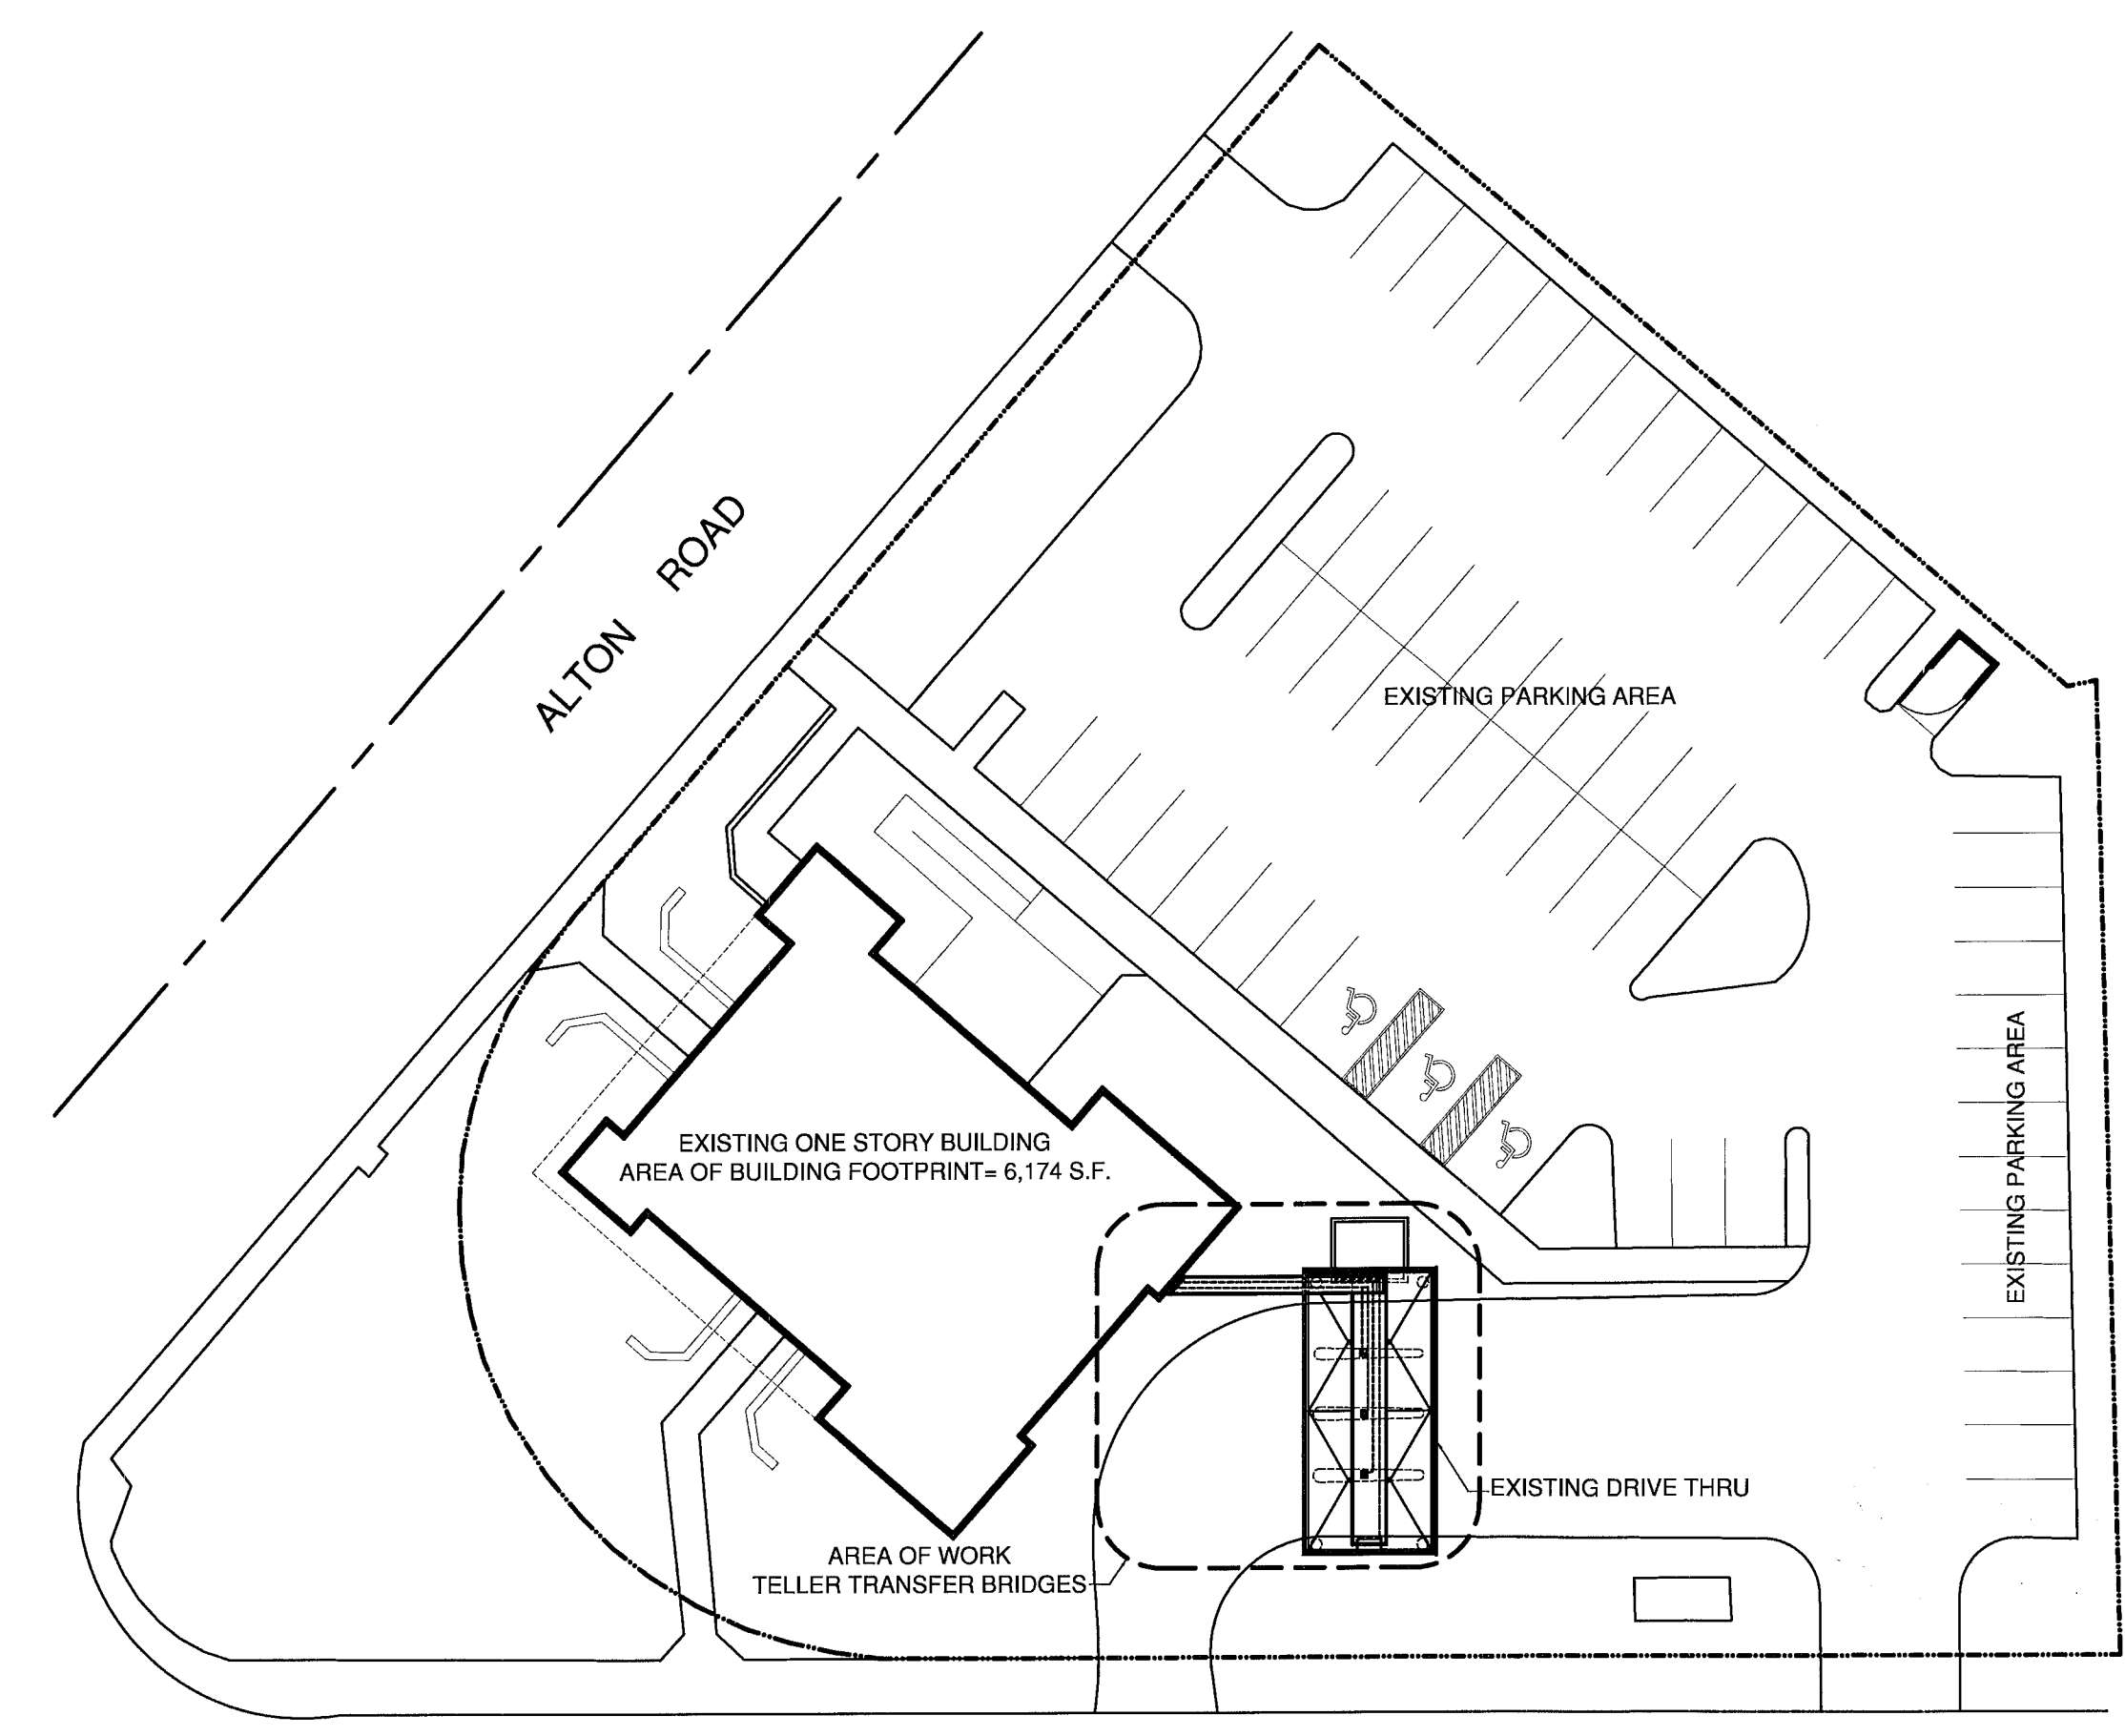 ALTON ROAD
EXISTING PARKING AREA
EXISTING PARKING AREA
EXISTING ONE STORY BUILDING
AREA OF BUILDING FOOTPRINT= 6,174 S.F.
EXISTING DRIVE THRU
AREA OF WORK
TELLER TRANSFER BRIDGES